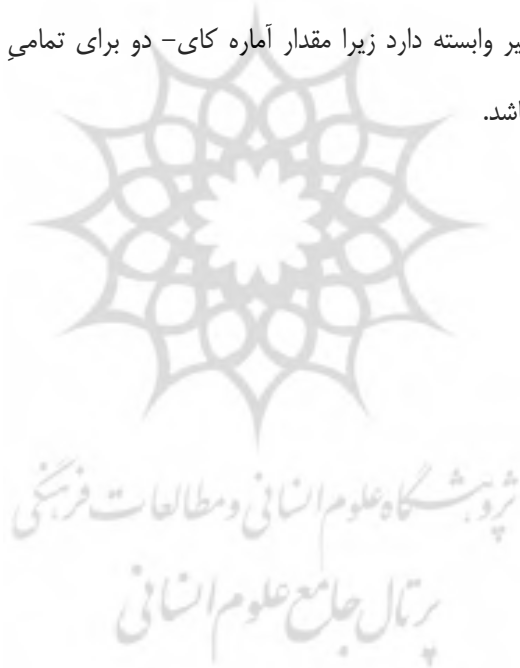 یر وابسته دارد زیرا مقدار آماره کای- دو برای تمامیِ
اشد.
پژوهشگاه علوم انسانی و مطالعات فرهنگی
پرتال جامع علوم انسانی